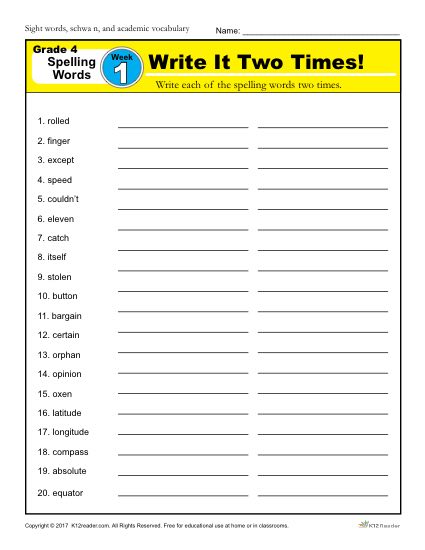 Sight words, schwa n, and academic vocabulary
Name:
Grade 4
Spelling
Words
Week
1
Write It Two Times!
Write each of the spelling words two times.
1. rolled
2. finger
3. except
4. speed
5. couldn't
6. eleven
7. catch
8. itself
9. stolen
10. button
11. bargain
12. certain
13. orphan
14. opinion
15. oxen
16. latitude
17. longitude
18. compass
19. absolute
20. equator
Copyright © 2017 K12reader.com. All Rights Reserved. Free for educational use at home or in classrooms.
K12Reader